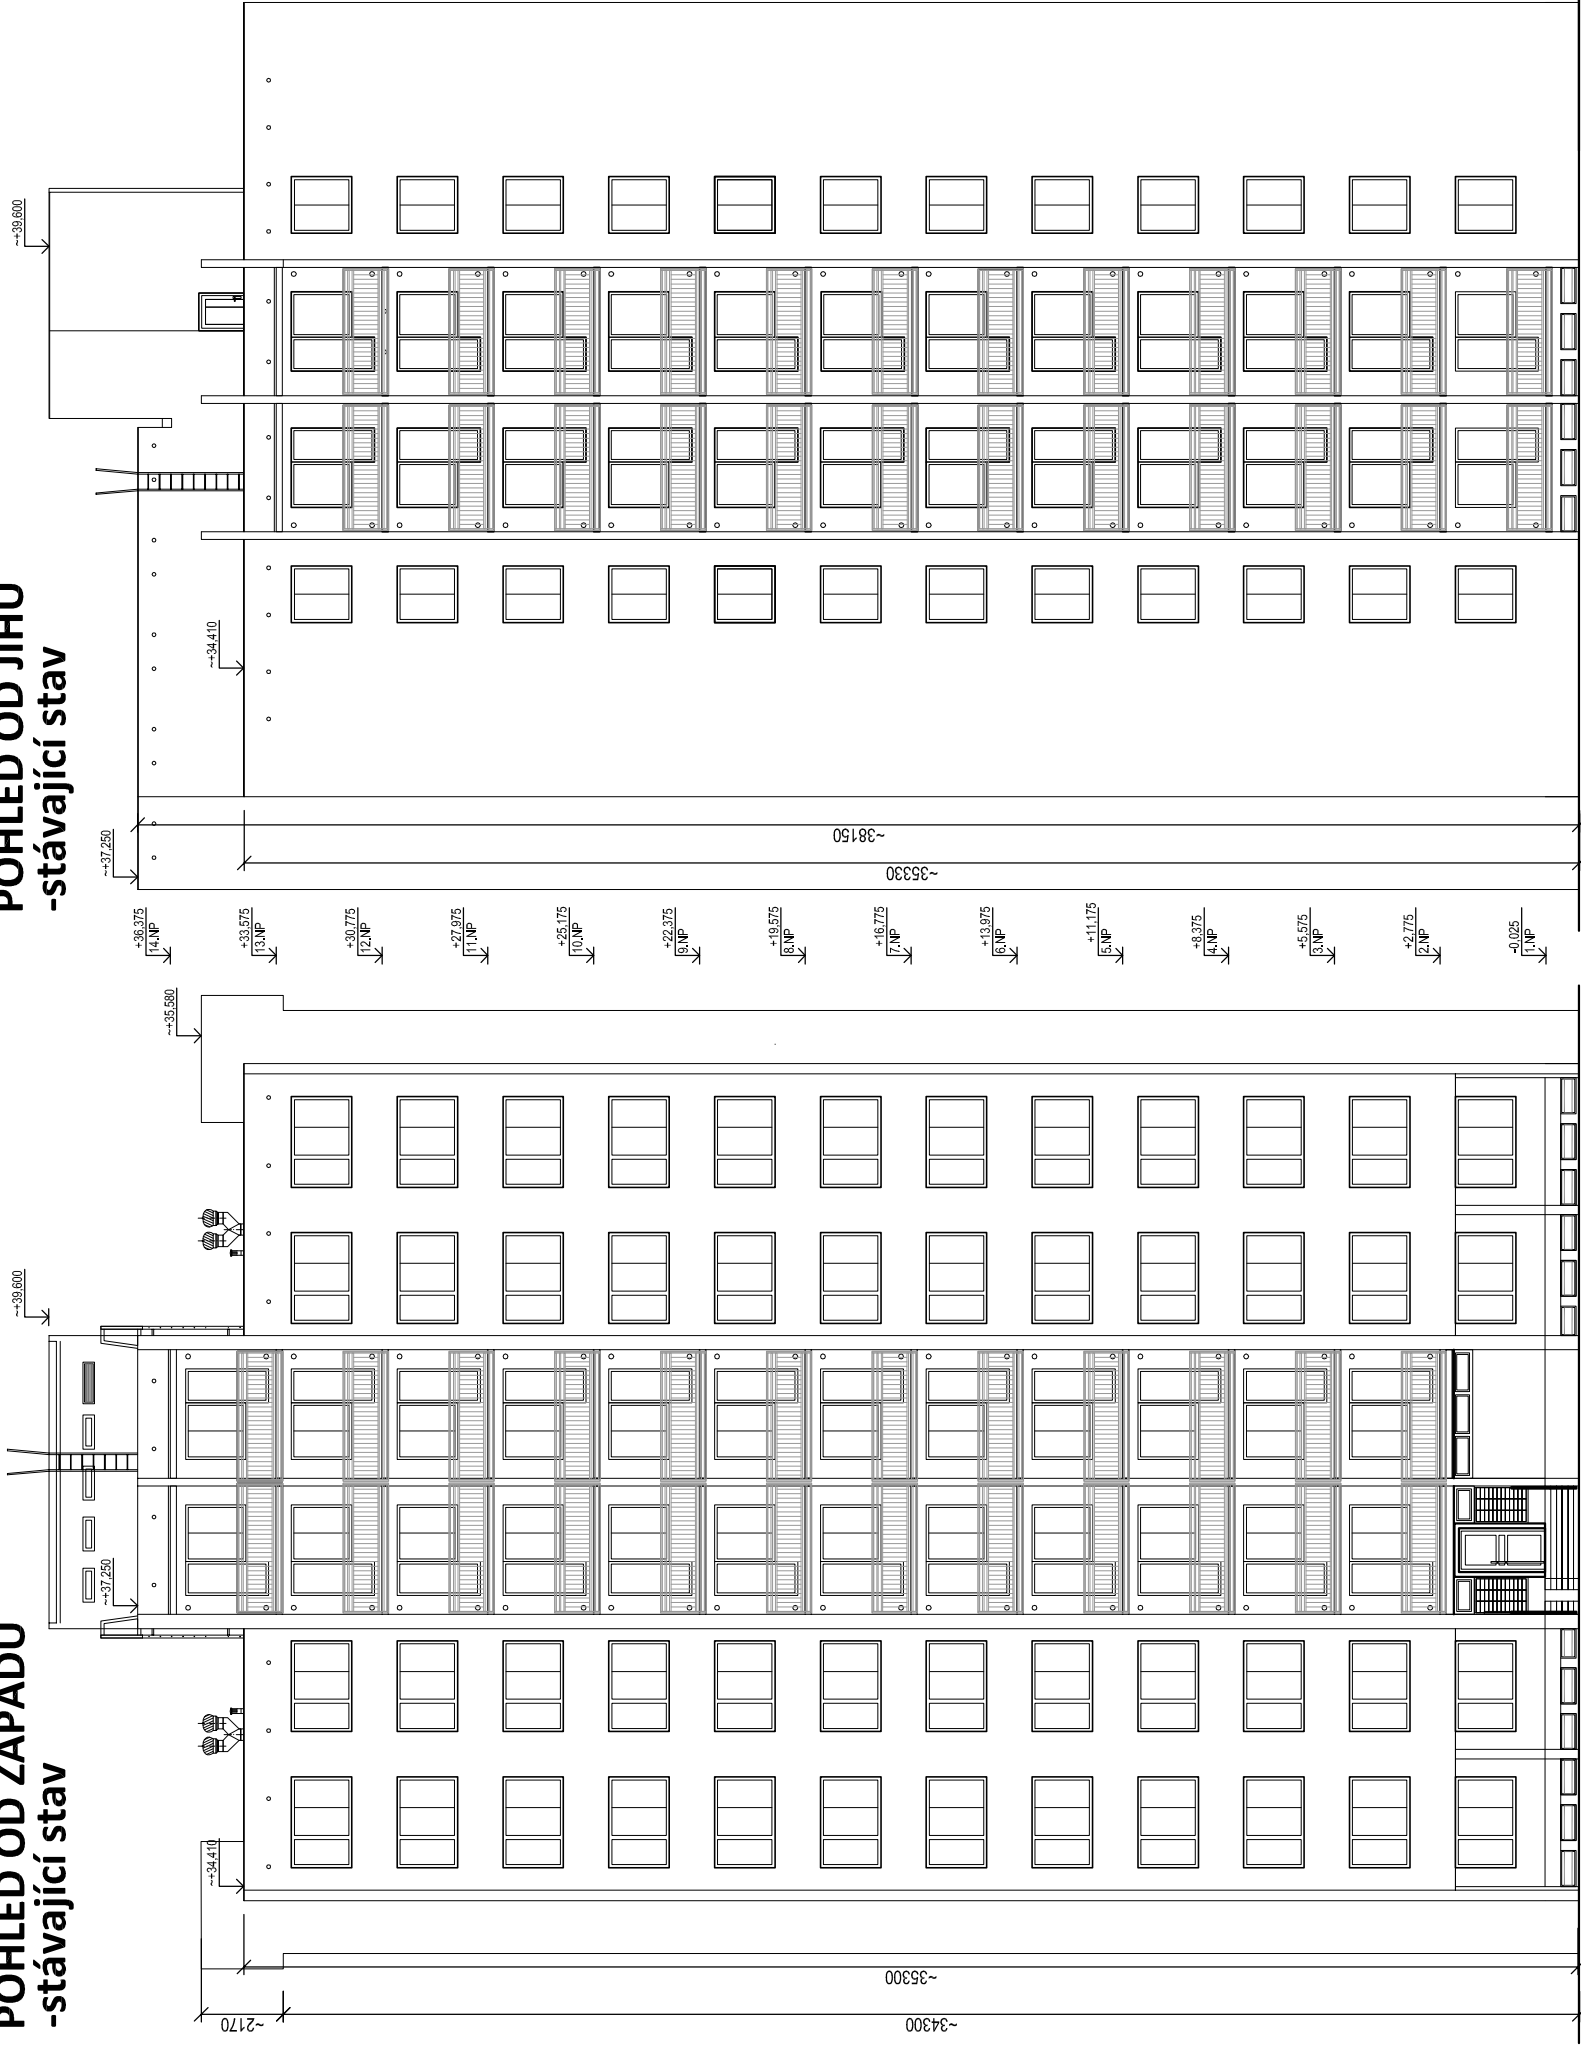 POHLED OD ZÁPADU
-stávající stav
~+39,600
~+37,250
~+34,410
~+35,580
~2170
~34300
~35300
+36,375
14.NP
+33,575
13.NP
+30,775
12.NP
+27,975
11.NP
+25,175
10.NP
+22,375
9.NP
+19,575
8.NP
+16,775
7.NP
+13,975
6.NP
+11,175
5.NP
+8,375
4.NP
+5,575
3.NP
+2,775
2.NP
-0,025
1.NP
POHLED OD JIHU
-stávající stav
~+39,600
~+37,250
~+34,410
~38150
~35330